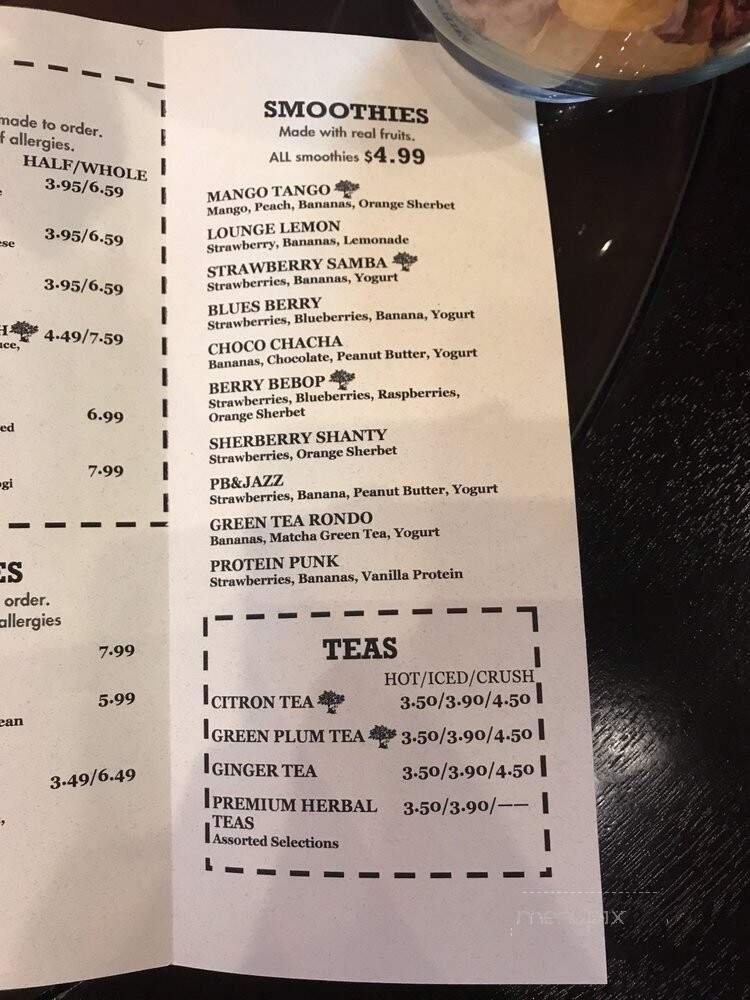 made to order.
f allergies.
HALF/WHOLE
3.95/6.59
ese
3.95/6.59
3.95/6.59
H 4.49/7.59
uce,
6.99
ed
7.99
ogi
ES
order.
allergies
7.99
5.99
ean
3.49/6.49
SMOOTHIES
Made with real fruits.
ALL smoothies $4.99
MANGO TANGO
Mango, Peach, Bananas, Orange Sherbet
LOUNGE LEMON
Strawberry, Bananas, Lemonade
STRAWBERRY SAMBA
Strawberries, Bananas, Yogurt
BLUES BERRY
Strawberries, Blueberries, Banana, Yogurt
CHOCO CHACHA
Bananas, Chocolate, Peanut Butter, Yogurt
BERRY BEBOP
Strawberries, Blueberries, Raspberries,
Orange Sherbet
SHERBERRY SHANTY
Strawberries, Orange Sherbet
PB&JAZZ
Strawberries, Banana, Peanut Butter, Yogurt
GREEN TEA RONDO
Bananas, Matcha Green Tea, Yogurt
PROTEIN PUNK
Strawberries, Bananas, Vanilla Protein
TEAS
HOT/ICED/CRUSH
CITRON TEA 3.50/3.90/4.50
GREEN PLUM TEA 3.50/3.90/4.50
GINGER TEA 3.50/3.90/4.50
PREMIUM HERBAL 3.50/3.90/——
TEAS
Assorted Selections
menupix